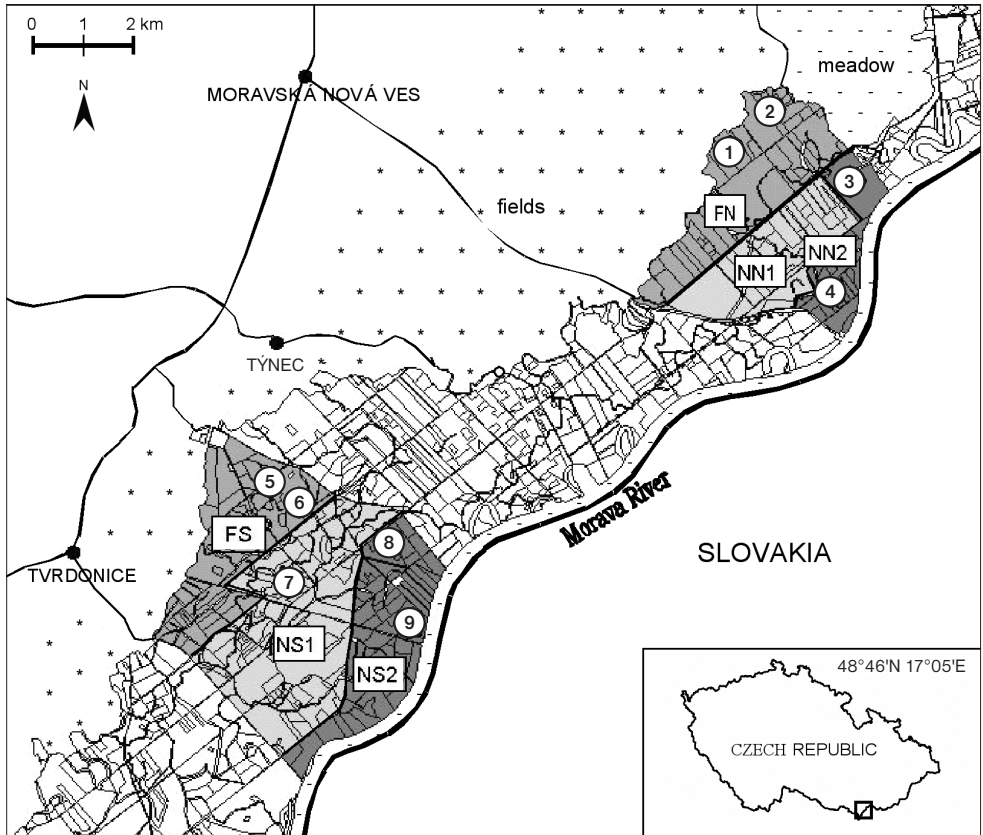 0 1 2 km
N
MORAVSKÁ NOVÁ VES
meadow
2
1
3
fields
FN
NN2
NN1
4
TÝNEC
5
6
FS
8
Morava River
SLOVAKIA
TVRDONICE
7
9
NS1
NS2
48°46'N 17°05'E
CZECH REPUBLIC